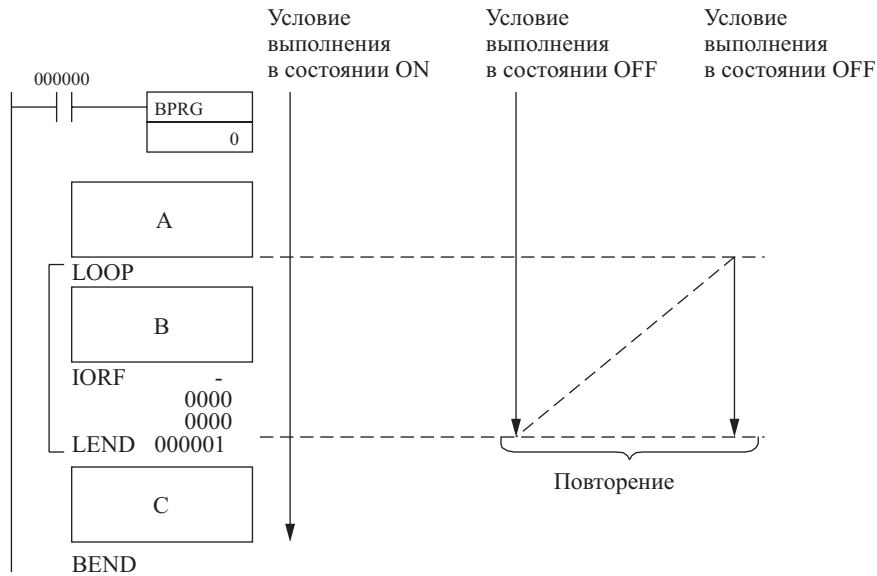 Условие
выполнения
в состоянии ON
Условие
выполнения
в состоянии OFF
Условие
выполнения
в состоянии OFF
000000
BPRG
0
A
LOOP
B
IORF -
0000
0000
LEND 000001
Повторение
C
BEND